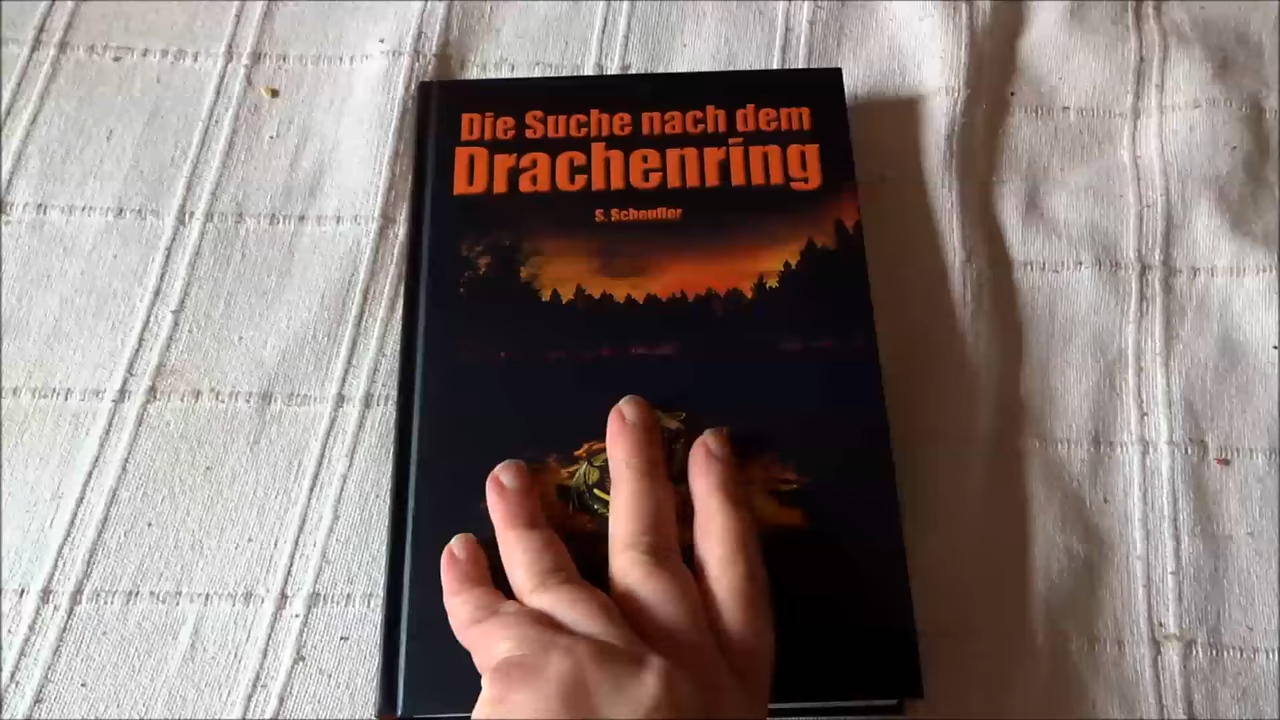 Die Suche nach dem
Drachenring
S. Scheufler